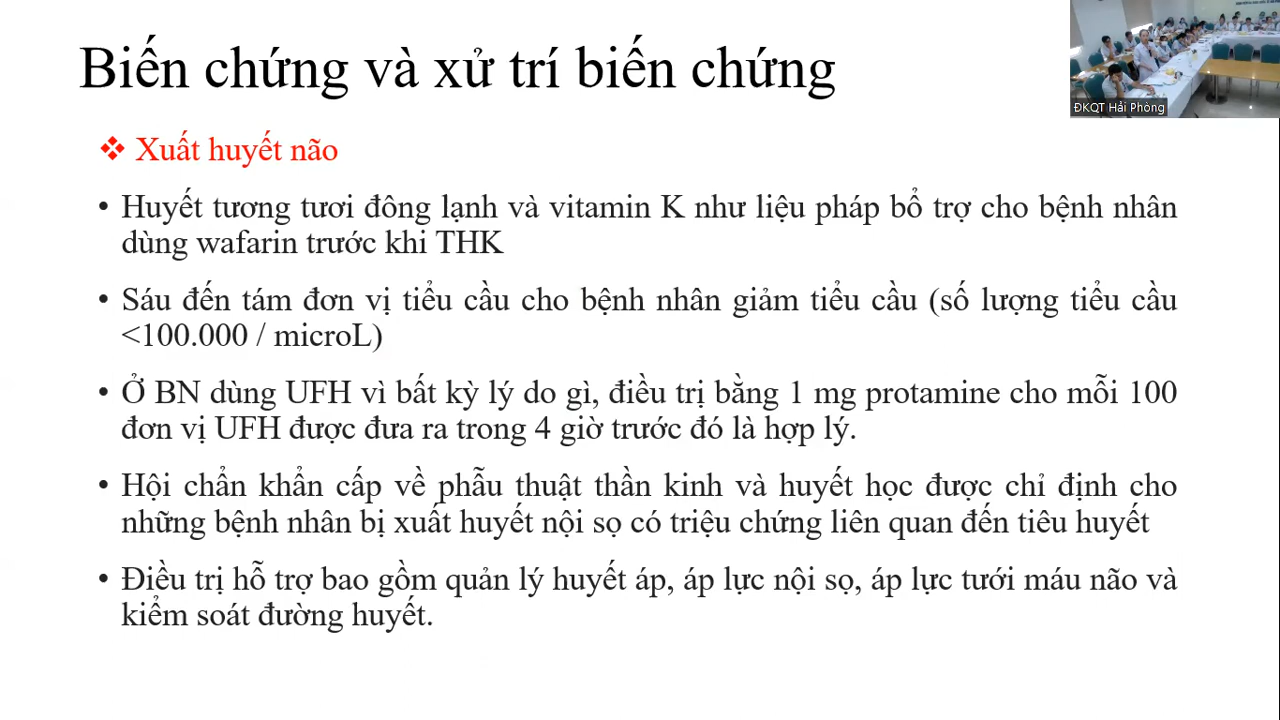 Biến chứng và xử trí biến chứng
ĐKQT Hải Phòng
❖ Xuất huyết não
• Huyết tương tươi đông lạnh và vitamin K như liệu pháp bổ trợ cho bệnh nhân
dùng wafarin trước khi THK
• Sáu đến tám đơn vị tiểu cầu cho bệnh nhân giảm tiểu cầu (số lượng tiểu cầu
<100.000 / microL)
• Ở BN dùng UFH vì bất kỳ lý do gì, điều trị bằng 1 mg protamine cho mỗi 100
đơn vị UFH được đưa ra trong 4 giờ trước đó là hợp lý.
• Hội chẩn khẩn cấp về phẫu thuật thần kinh và huyết học được chỉ định cho
những bệnh nhân bị xuất huyết nội sọ có triệu chứng liên quan đến tiêu huyết
• Điều trị hỗ trợ bao gồm quản lý huyết áp, áp lực nội sọ, áp lực tưới máu não và
kiểm soát đường huyết.